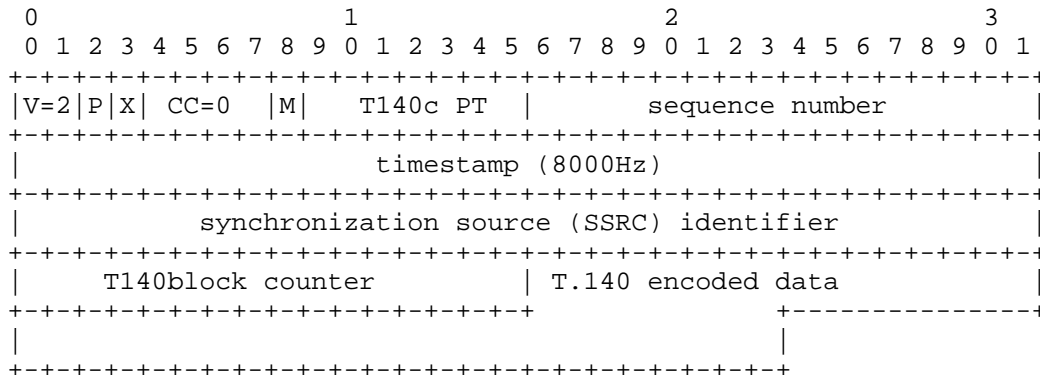 0                   1                   2                   3
 0 1 2 3 4 5 6 7 8 9 0 1 2 3 4 5 6 7 8 9 0 1 2 3 4 5 6 7 8 9 0 1
+-+-+-+-+-+-+-+-+-+-+-+-+-+-+-+-+-+-+-+-+-+-+-+-+-+-+-+-+-+-+-+-+
|V=2|P|X| CC=0  |M|   T140c PT  |       sequence number         |
+-+-+-+-+-+-+-+-+-+-+-+-+-+-+-+-+-+-+-+-+-+-+-+-+-+-+-+-+-+-+-+-+
|                      timestamp (8000Hz)                       |
+-+-+-+-+-+-+-+-+-+-+-+-+-+-+-+-+-+-+-+-+-+-+-+-+-+-+-+-+-+-+-+-+
|           synchronization source (SSRC) identifier            |
+-+-+-+-+-+-+-+-+-+-+-+-+-+-+-+-+-+-+-+-+-+-+-+-+-+-+-+-+-+-+-+-+
|     T140block counter          | T.140 encoded data            |
+-+-+-+-+-+-+-+-+-+-+-+-+-+-+-+-+               +---------------+
|                                               |
+-+-+-+-+-+-+-+-+-+-+-+-+-+-+-+-+-+-+-+-+-+-+-+-+